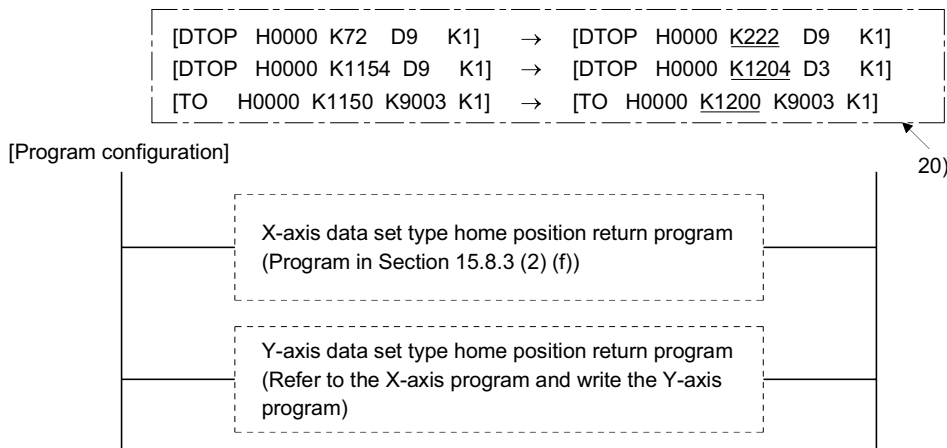 [DTOP H0000 K72 D9 K1] → [DTOP H0000 K222 D9 K1]
[DTOP H0000 K1154 D9 K1] → [DTOP H0000 K1204 D3 K1]
[TO H0000 K1150 K9003 K1] → [TO H0000 K1200 K9003 K1]
20)
[Program configuration]
X-axis data set type home position return program
(Program in Section 15.8.3 (2) (f))
Y-axis data set type home position return program
(Refer to the X-axis program and write the Y-axis
program)